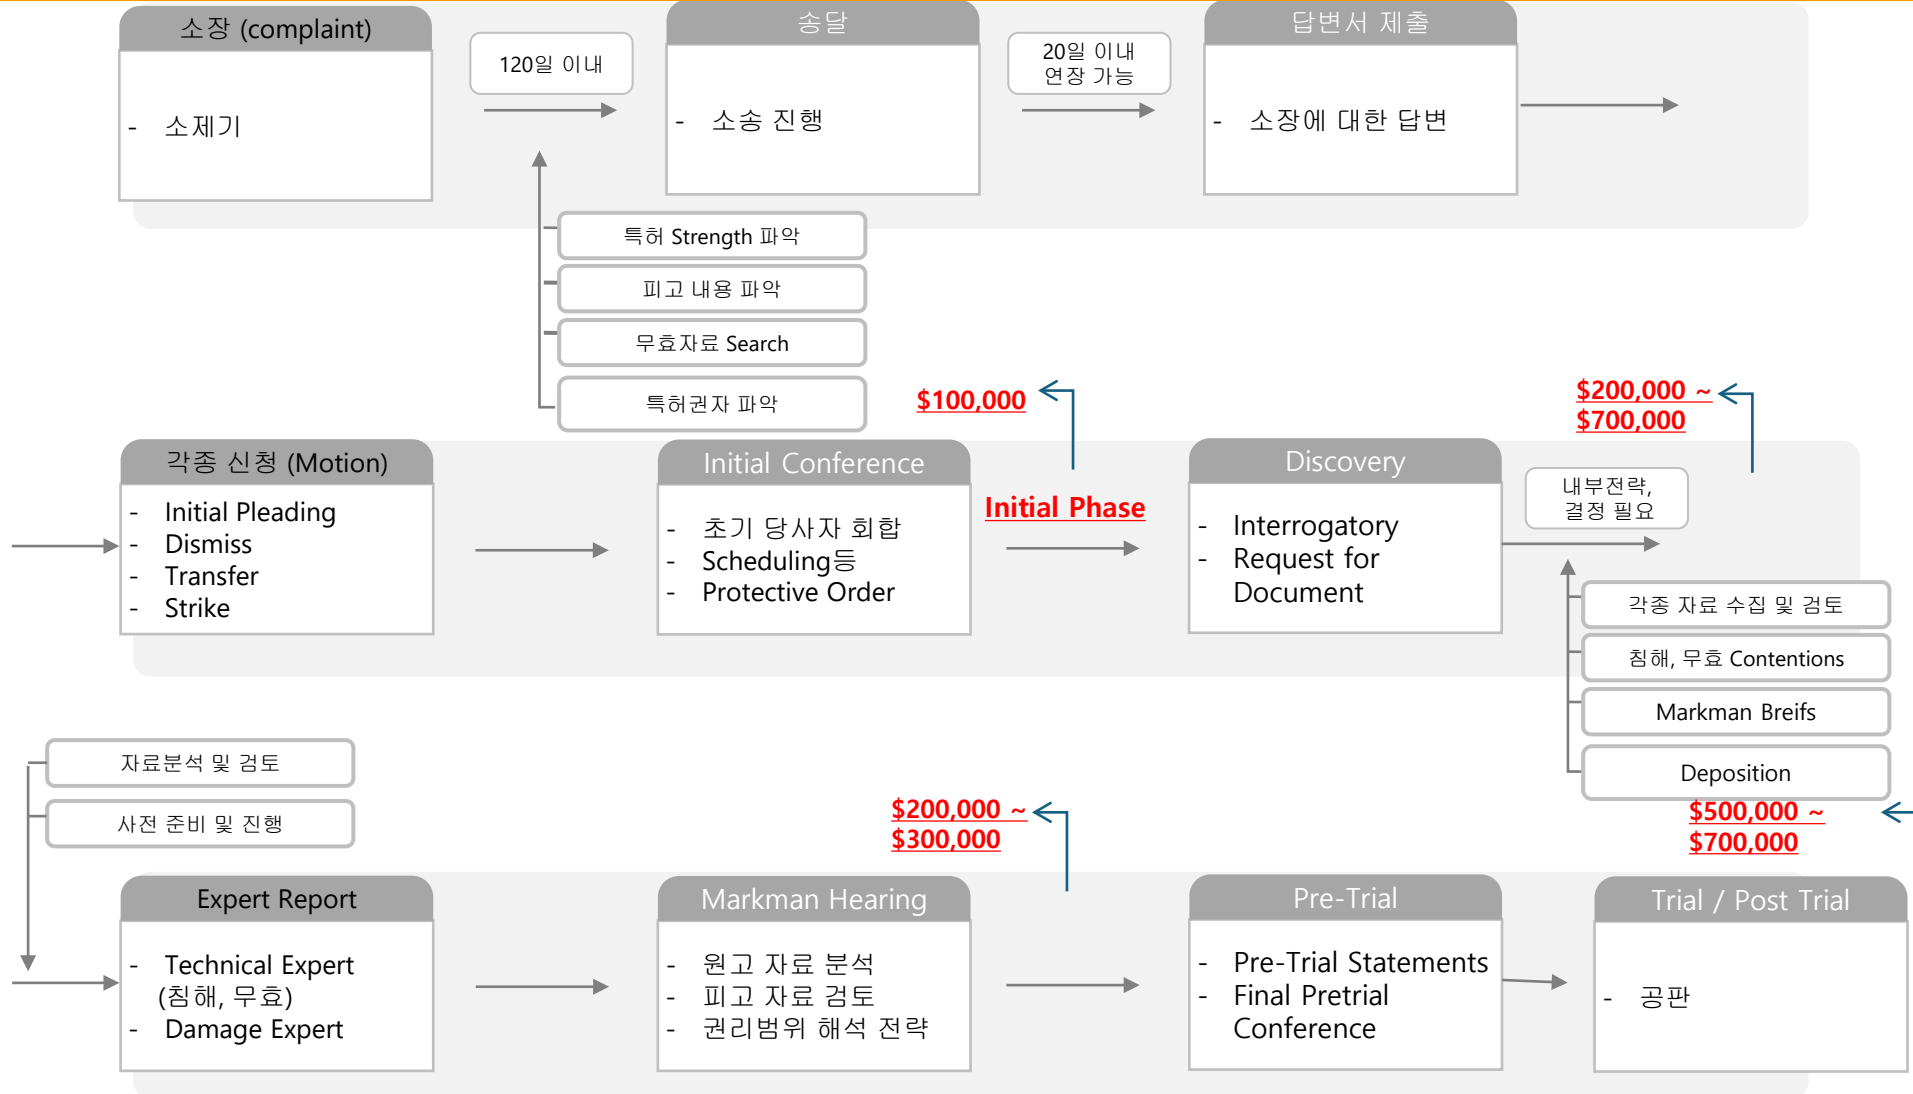 소장 (complaint)
- 소제기
120일 이내
송달
- 소송 진행
20일 이내
연장 가능
답변서 제출
- 소장에 대한 답변
특허 Strength 파악
피고 내용 파악
무효자료 Search
특허권자 파악
각종 신청 (Motion)
- Initial Pleading
- Dismiss
- Transfer
- Strike
Initial Conference
- 초기 당사자 회합
- Scheduling등
- Protective Order
$100,000
Initial Phase
Discovery
- Interrogatory
- Request for
Document
$200,000 ~
$700,000
내부전략,
결정 필요
각종 자료 수집 및 검토
침해, 무효 Contentions
Markman Breifs
Deposition
자료분석 및 검토
사전 준비 및 진행
Expert Report
- Technical Expert
(침해, 무효)
- Damage Expert
Markman Hearing
- 원고 자료 분석
- 피고 자료 검토
- 권리범위 해석 전략
$200,000 ~
$300,000
Pre-Trial
- Pre-Trial Statements
- Final Pretrial
Conference
$500,000 ~
$700,000
Trial / Post Trial
- 공판